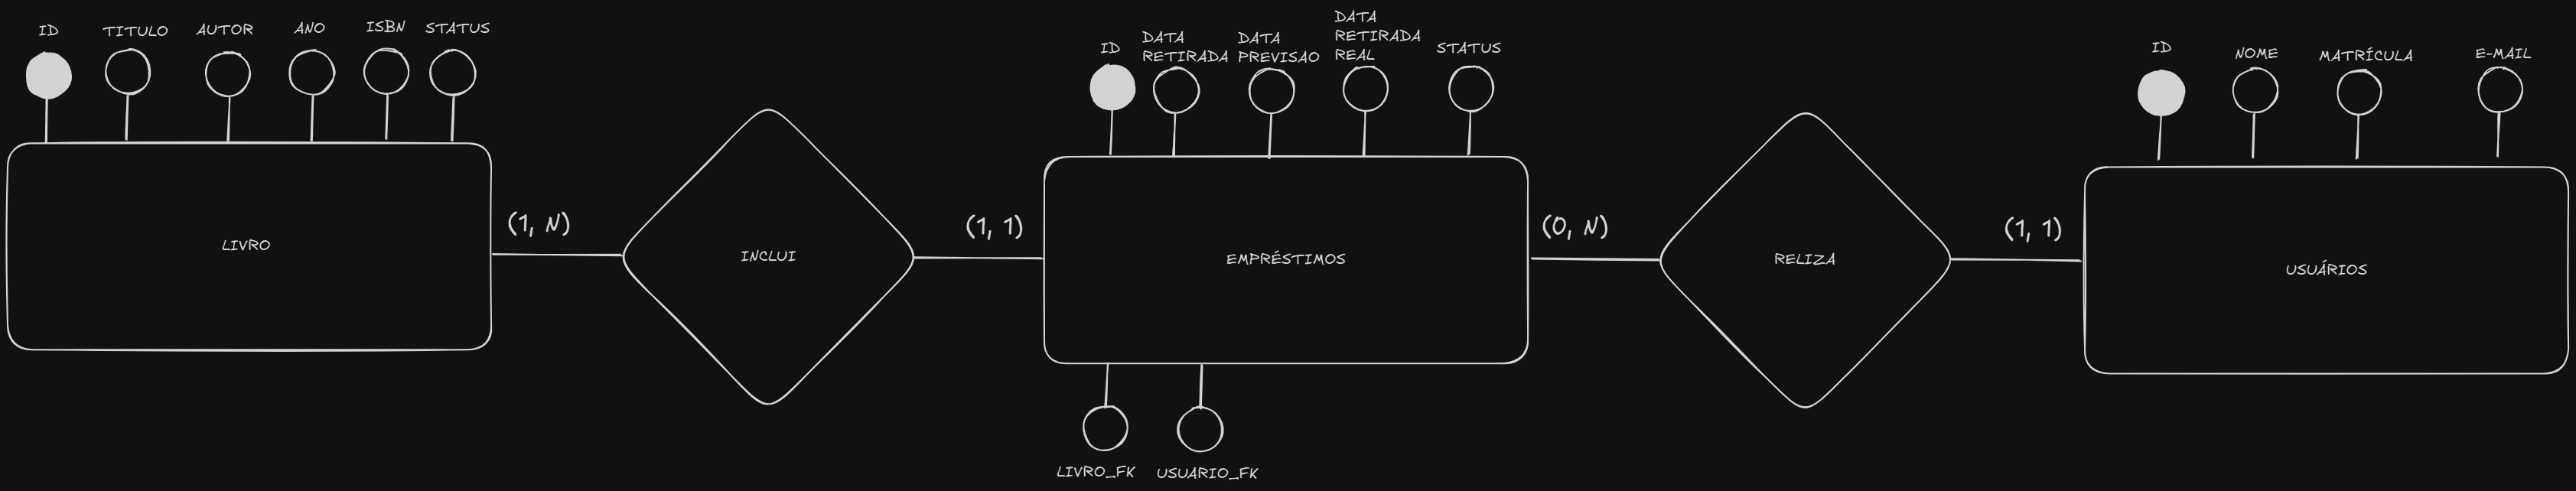 ID
TITULO
AUTOR
ANO
ISBN
STATUS
LIVRO
(1, N)
INCLUI
(1, 1)
ID
DATA
RETIRADA
DATA
PREVISAO
DATA
RETIRADA
REAL
STATUS
EMPRÉSTIMOS
LIVRO_FK
USUARIO_FK
(0, N)
RELIZA
(1, 1)
ID
NOME
MATRÍCULA
E-MAIL
USUÁRIOS